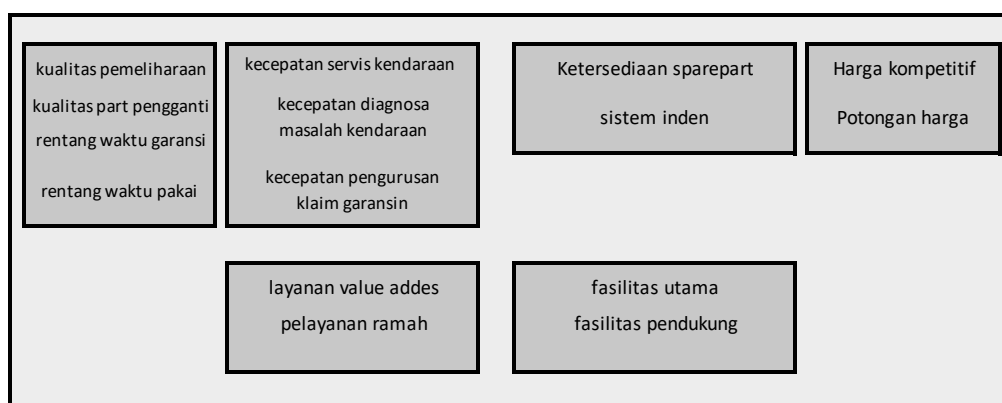 kualitas pemeliharaan
kualitas part pengganti
rentang waktu garansi
rentang waktu pakai
kecepatan servis kendaraan
kecepatan diagnosa
masalah kendaraan
kecepatan pengurusan
klaim garansin
Ketersediaan sparepart
sistem inden
Harga kompetitif
Potongan harga
layanan value addes
pelayanan ramah
fasilitas utama
fasilitas pendukung